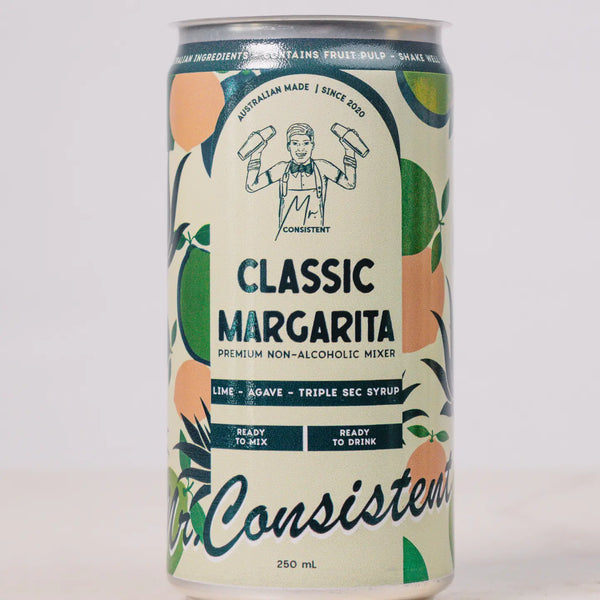 ALIAN INGREDIENTS - CONTAINS FRUIT PULP - SHAKE WELL
AUSTRALIAN MADE | SINCE 2020
Mr
CONSISTENT
CLASSIC
MARGARITA
PREMIUM NON-ALCOHOLIC MIXER
LIME - AGAVE - TRIPLE SEC SYRUP
READY TO MIX | READY TO DRINK
Mr. Consistent
250 mL